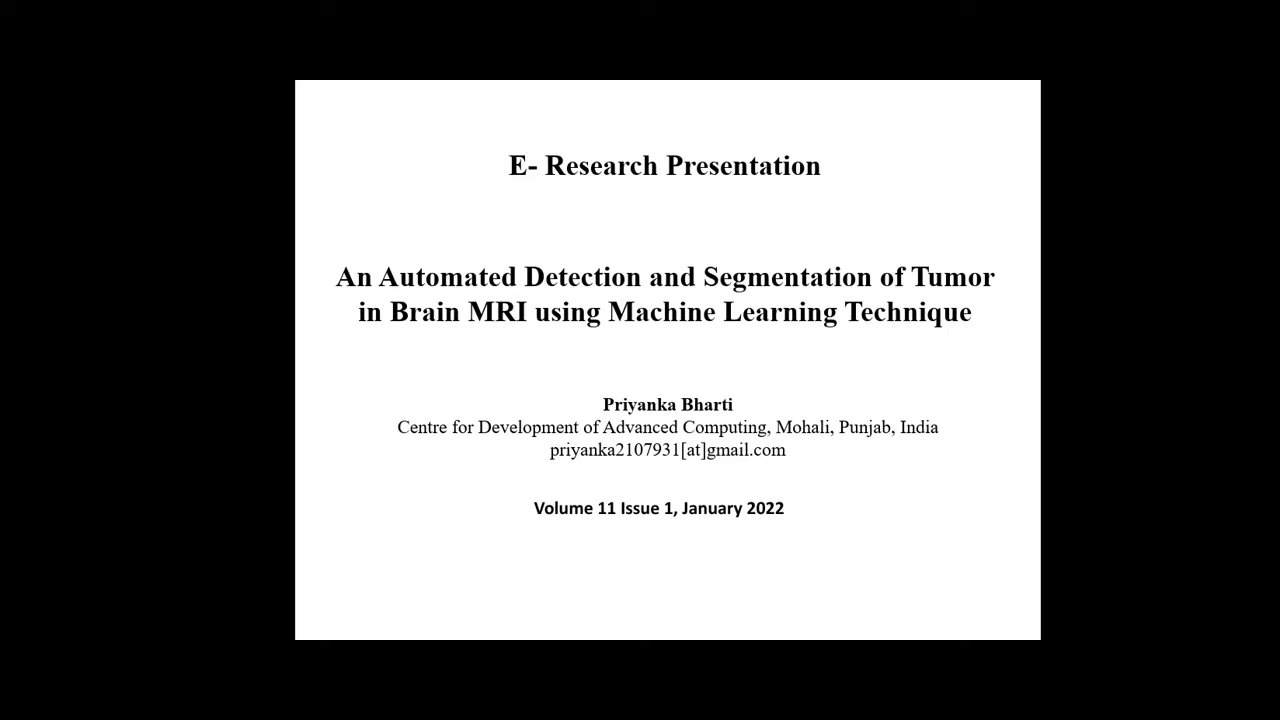 E- Research Presentation
An Automated Detection and Segmentation of Tumor
in Brain MRI using Machine Learning Technique
Priyanka Bharti
Centre for Development of Advanced Computing, Mohali, Punjab, India
priyanka2107931[at]gmail.com
Volume 11 Issue 1, January 2022